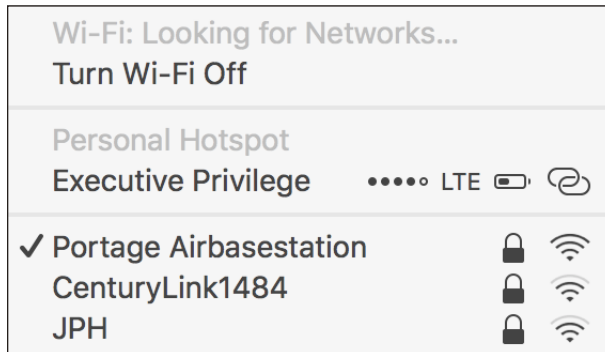 Wi-Fi: Looking for Networks...
Turn Wi-Fi Off
Personal Hotspot
Executive Privilege LTE
Portage Airbasestation
CenturyLink1484
JPH